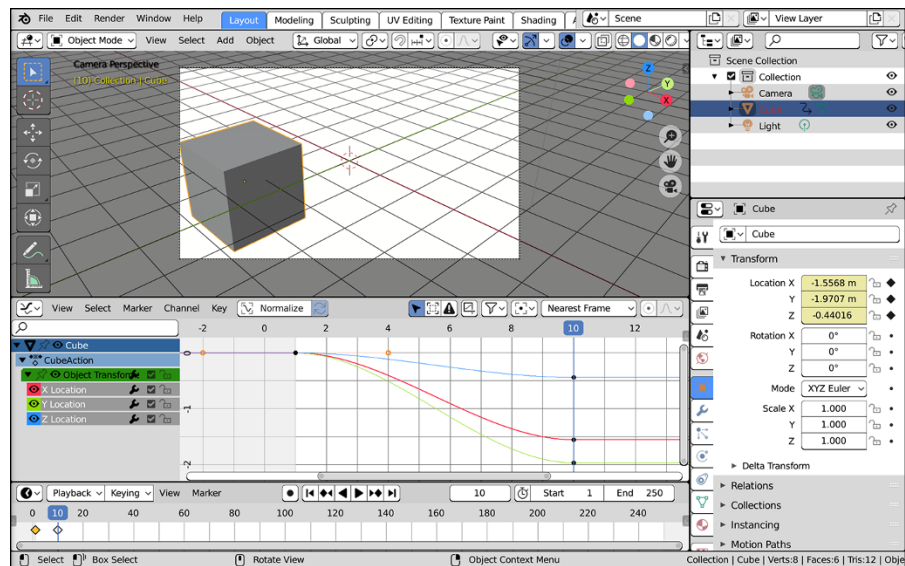 File Edit Render Window Help Layout Modeling Sculpting UV Editing Texture Paint Shading Scene View Layer
Object Mode View Select Add Object Global
Camera Perspective
(10) Collection | Cube
Z
Y
X
Scene Collection
Collection
Camera
Cube
Light
Cube
Cube
Transform
Location X -1.5568 m
Y -1.9707 m
Z -0.44016
Rotation X 0°
Y 0°
Z 0°
Mode XYZ Euler
Scale X 1.000
Y 1.000
Z 1.000
Delta Transform
Relations
Collections
Instancing
Motion Paths
View Select Marker Channel Key Normalize Nearest Frame
-2 0 2 4 6 8 10 12
Cube
CubeAction
Object Transform
X Location
Y Location
Z Location
0
-1
-2
Playback Keying View Marker 10 Start 1 End 250
0 10 20 40 60 80 100 120 140 160 180 200 220 240
Select Box Select Rotate View Object Context Menu Collection | Cube | Verts:8 | Faces:6 | Tris:12 | Obje